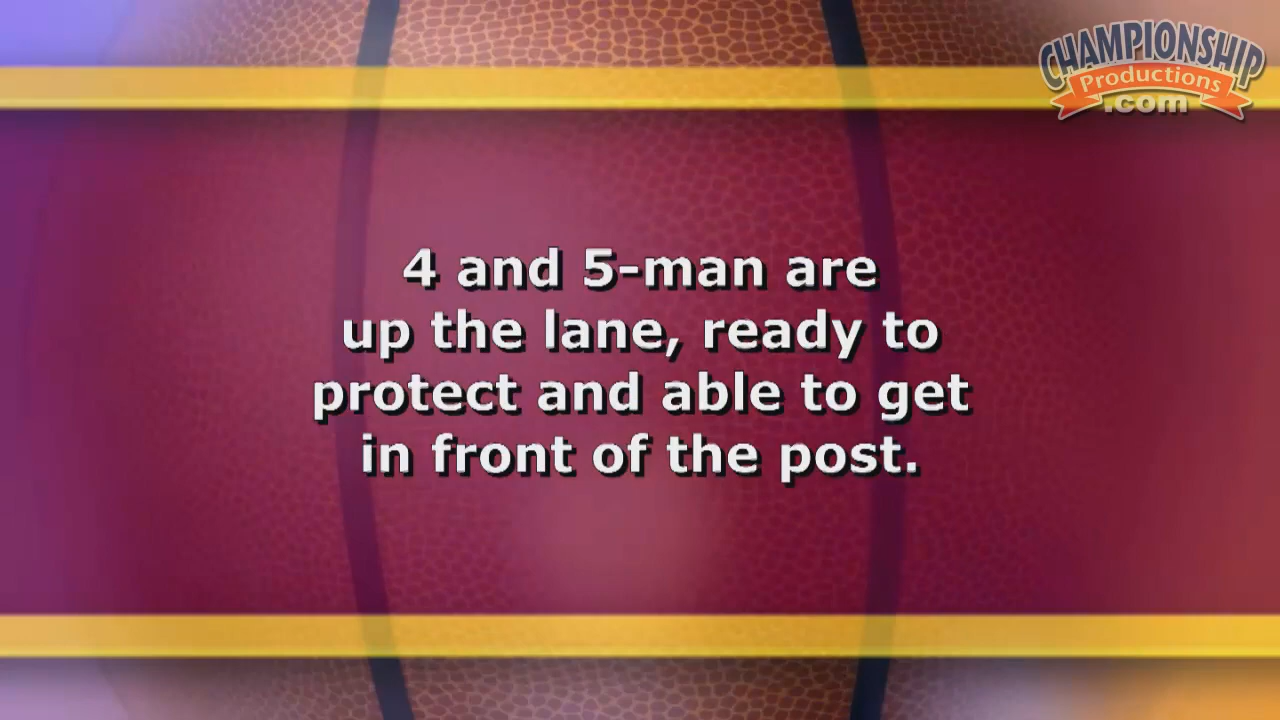 CHAMPIONSHIP
Productions
.com
4 and 5-man are
up the lane, ready to
protect and able to get
in front of the post.